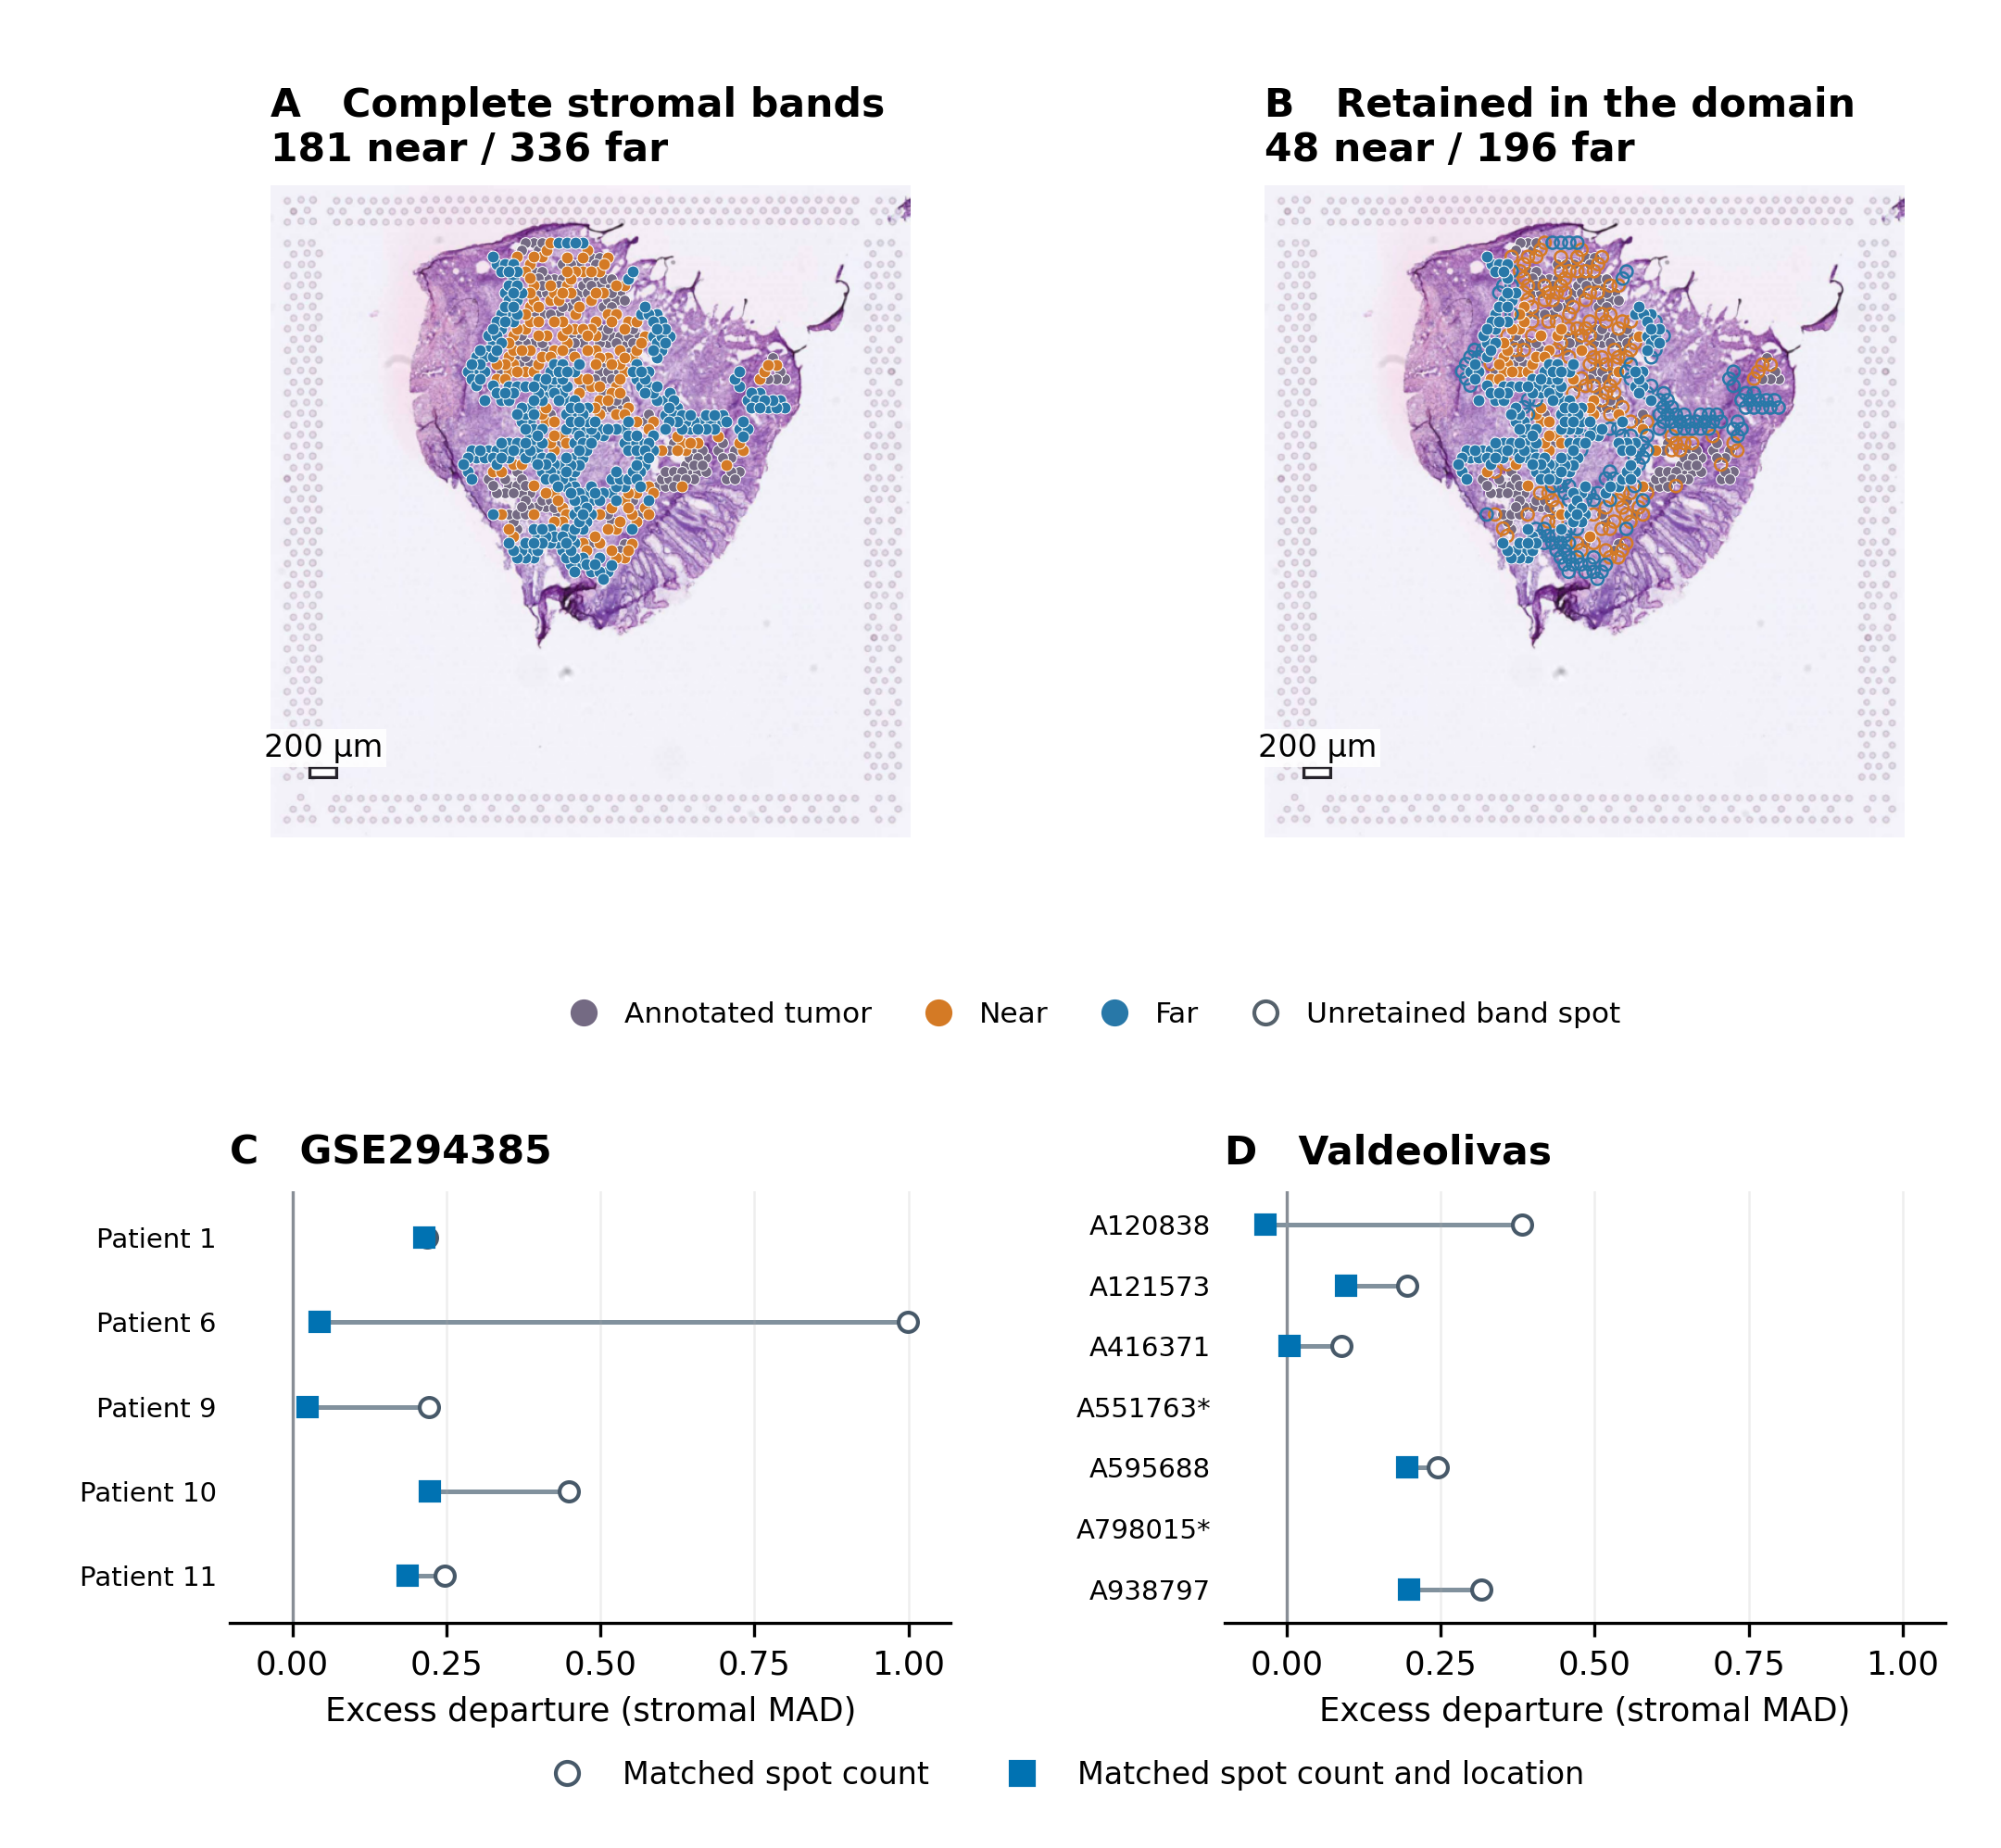 A Complete stromal bands
181 near / 336 far
B Retained in the domain
48 near / 196 far
200 µm
200 µm
Annotated tumor
Near
Far
Unretained band spot
C GSE294385
Patient 1
Patient 6
Patient 9
Patient 10
Patient 11
0.00 0.25 0.50 0.75 1.00
Excess departure (stromal MAD)
D Valdeolivas
A120838
A121573
A416371
A551763*
A595688
A798015*
A938797
0.00 0.25 0.50 0.75 1.00
Excess departure (stromal MAD)
Matched spot count
Matched spot count and location